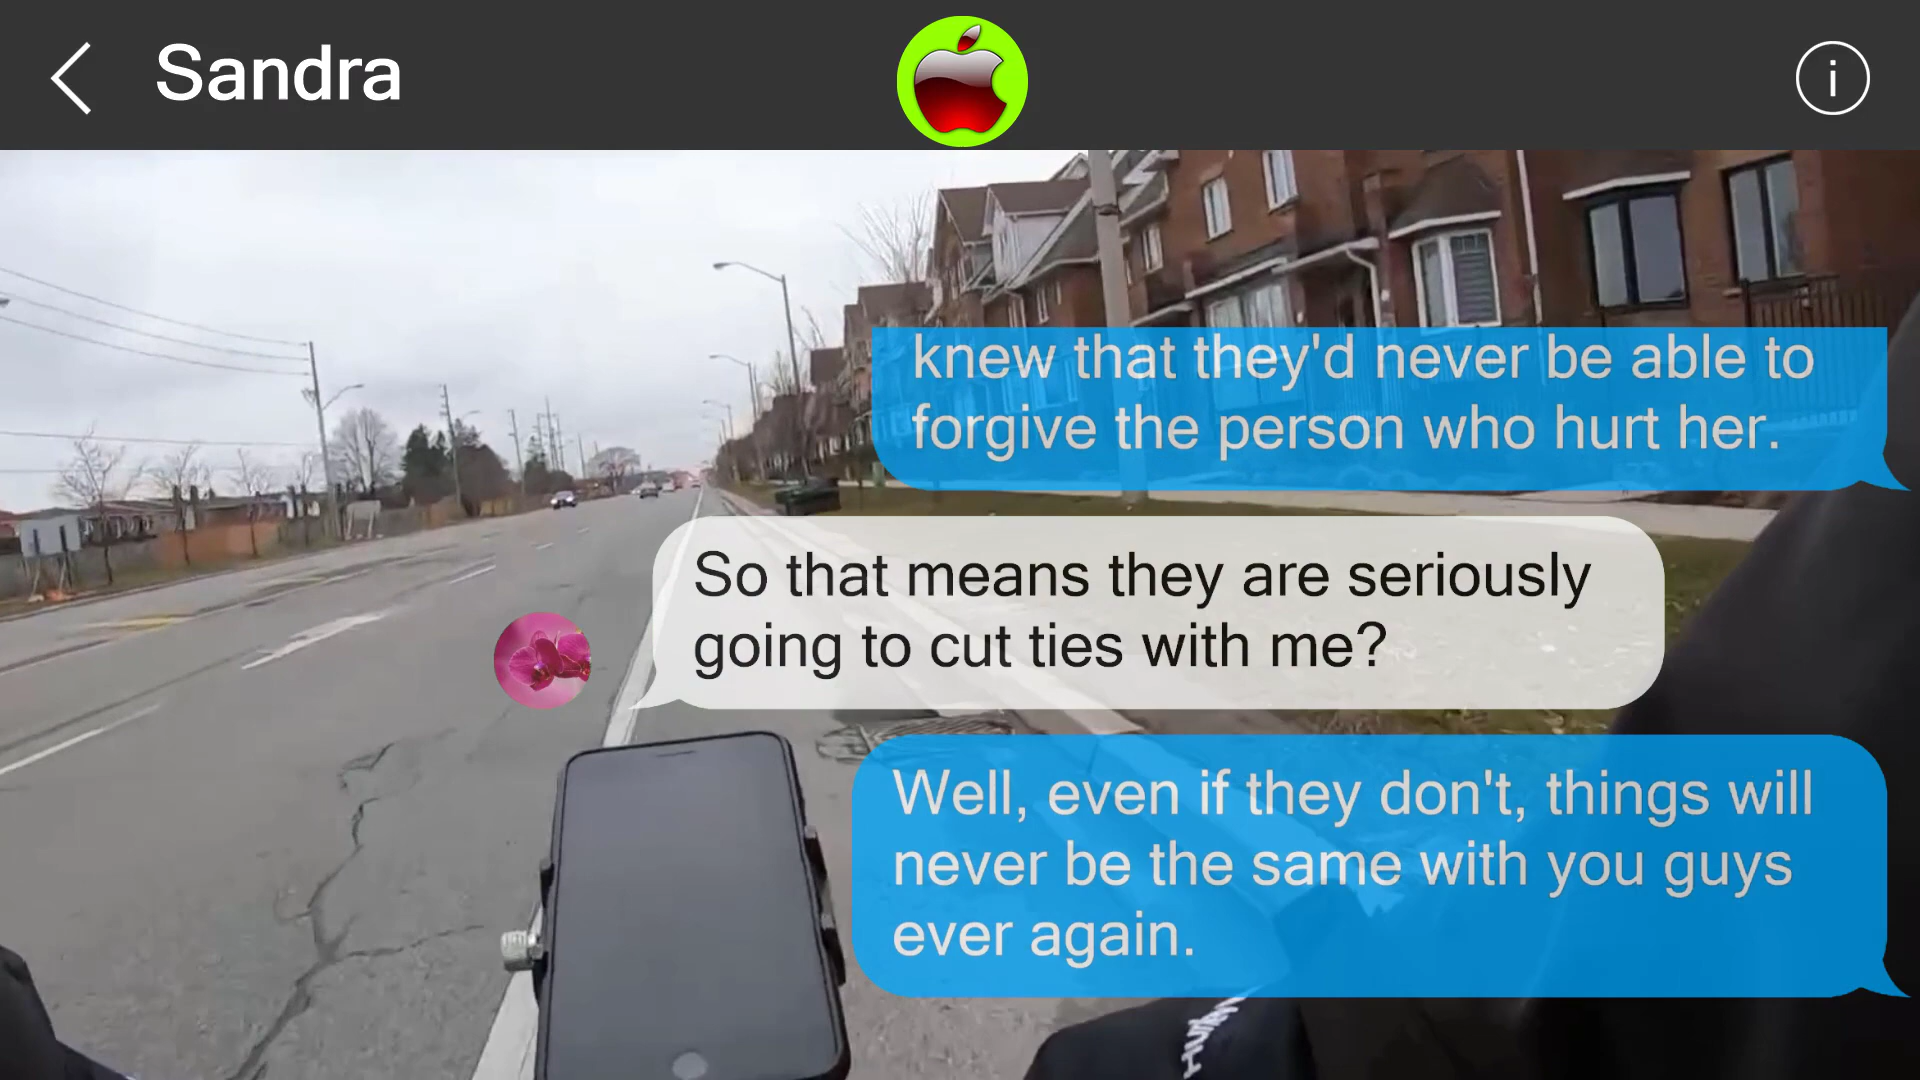 Sandra
i
knew that they'd never be able to
forgive the person who hurt her.
So that means they are seriously
going to cut ties with me?
Well, even if they don't, things will
never be the same with you guys
ever again.
Hurley